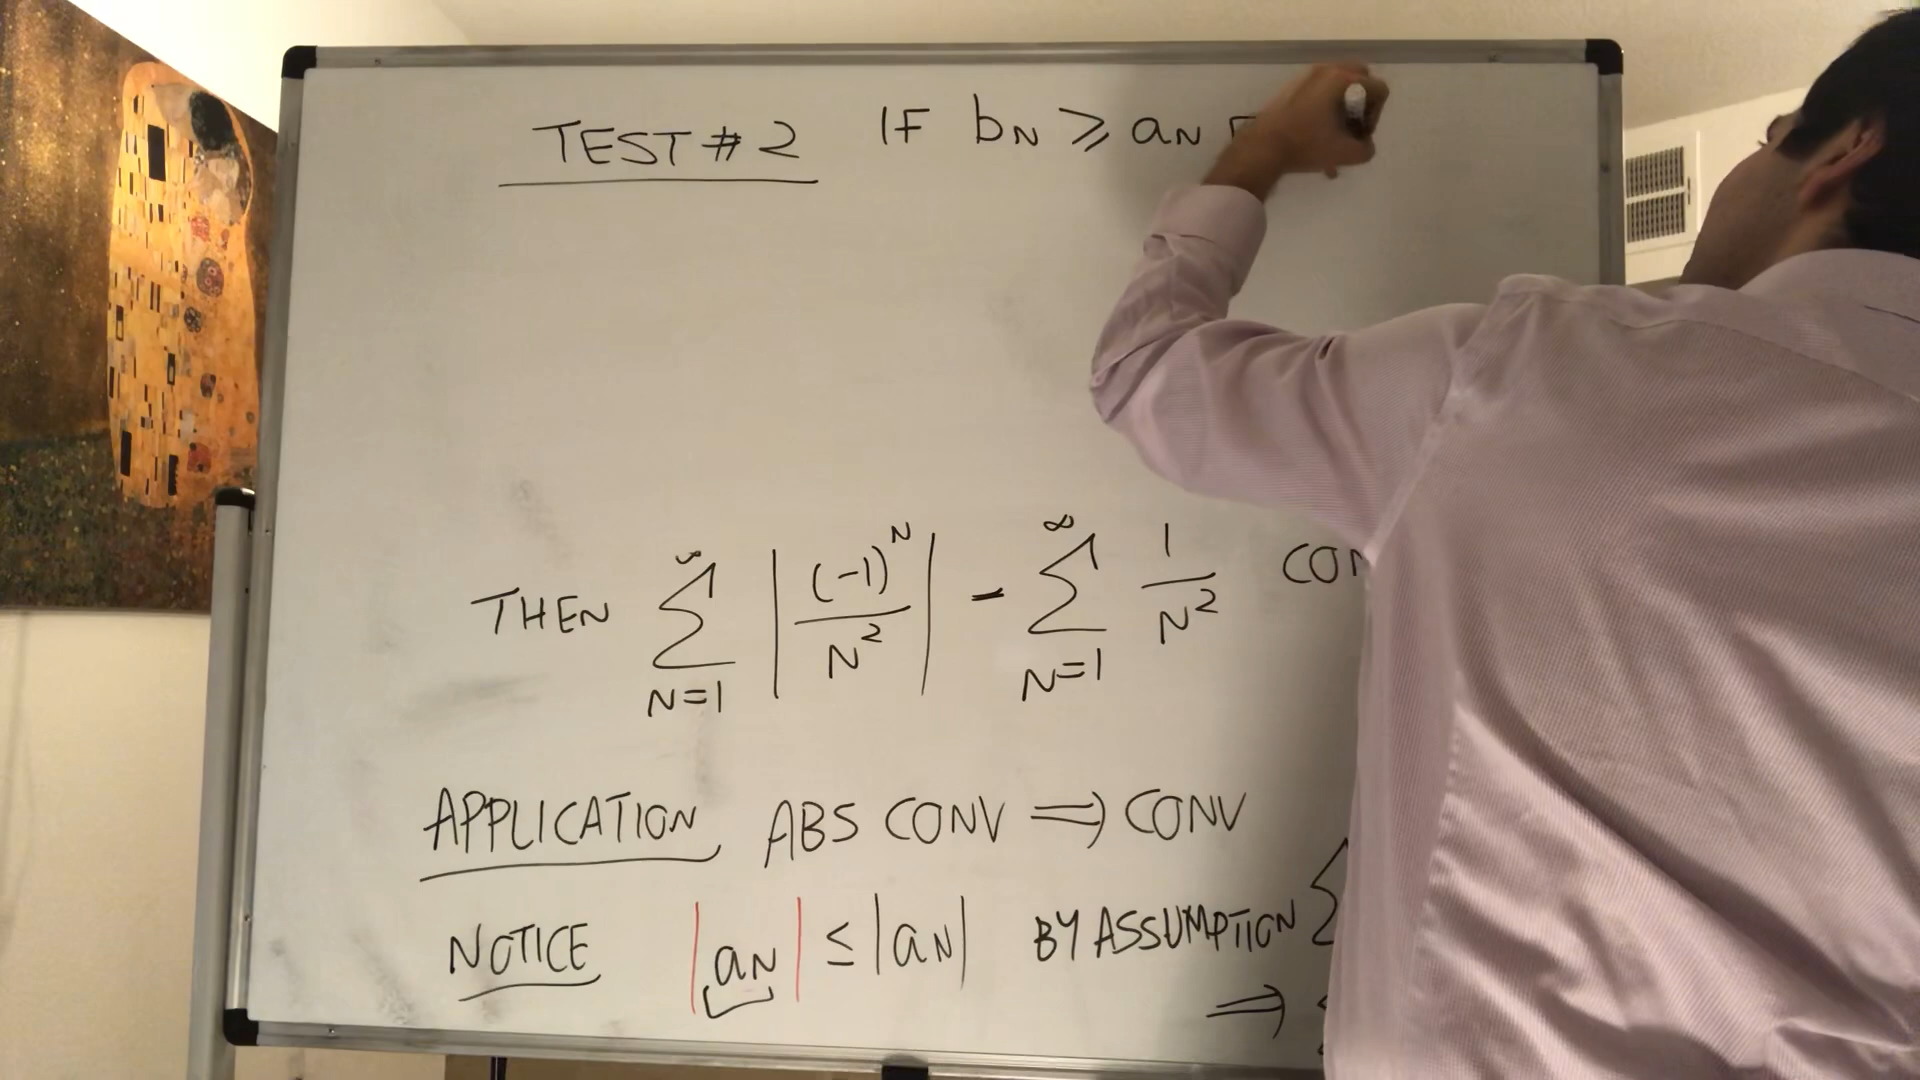 TEST #2 IF bN ⩾ aN
THEN ∞ Σ N=1 |(-1)^N / N^2| - ∞ Σ N=1 1 / N^2
APPLICATION ABS CONV ⇒ CONV
NOTICE |aN| ≤ |aN| BY ASSUMPTION
⇒